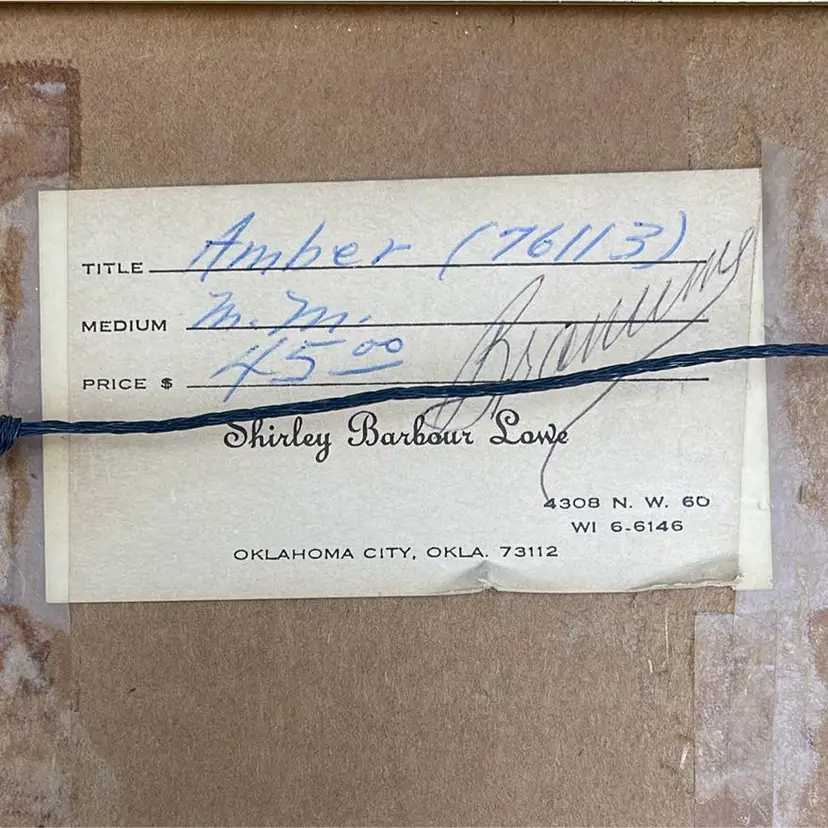 TITLE Amber (76113)
MEDIUM m.m.
PRICE $ 45.00
Shirley Barbour Lowe
4308 N. W. 60
WI 6-6146
OKLAHOMA CITY, OKLA. 73112